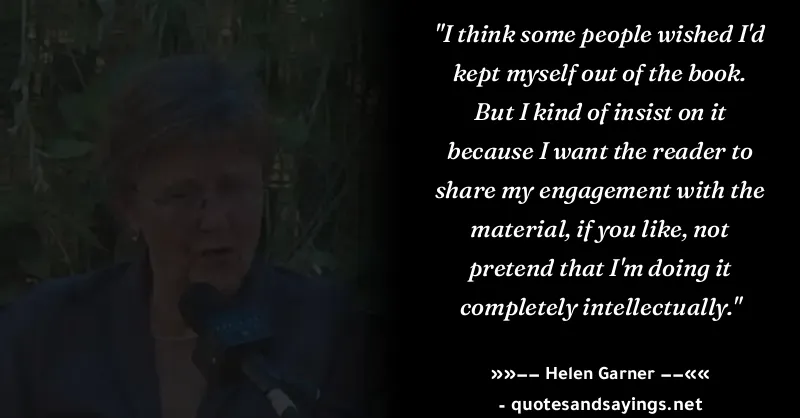 "I think some people wished I'd
kept myself out of the book.
But I kind of insist on it
because I want the reader to
share my engagement with the
material, if you like, not
pretend that I'm doing it
completely intellectually."
»»–– Helen Garner ––««
- quotesandsayings.net